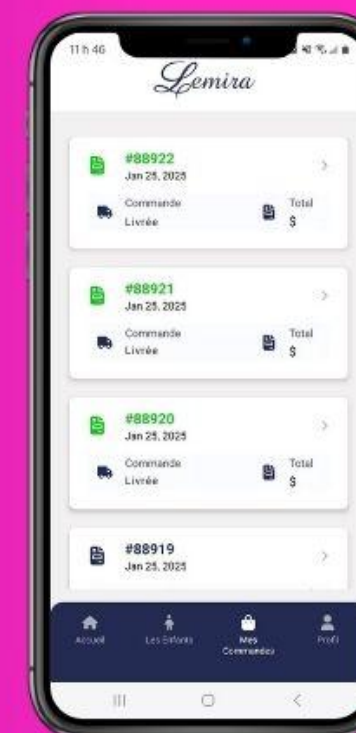 11 h 46
Lemira
#88922
Jan 25, 2025
Commande
Livrée
Total
$
#88921
Jan 25, 2025
Commande
Livrée
Total
$
#88920
Jan 25, 2025
Commande
Livrée
Total
$
#88919
Jan 25, 2025
Accueil
Les Enfants
Mes
Commandes
Profil